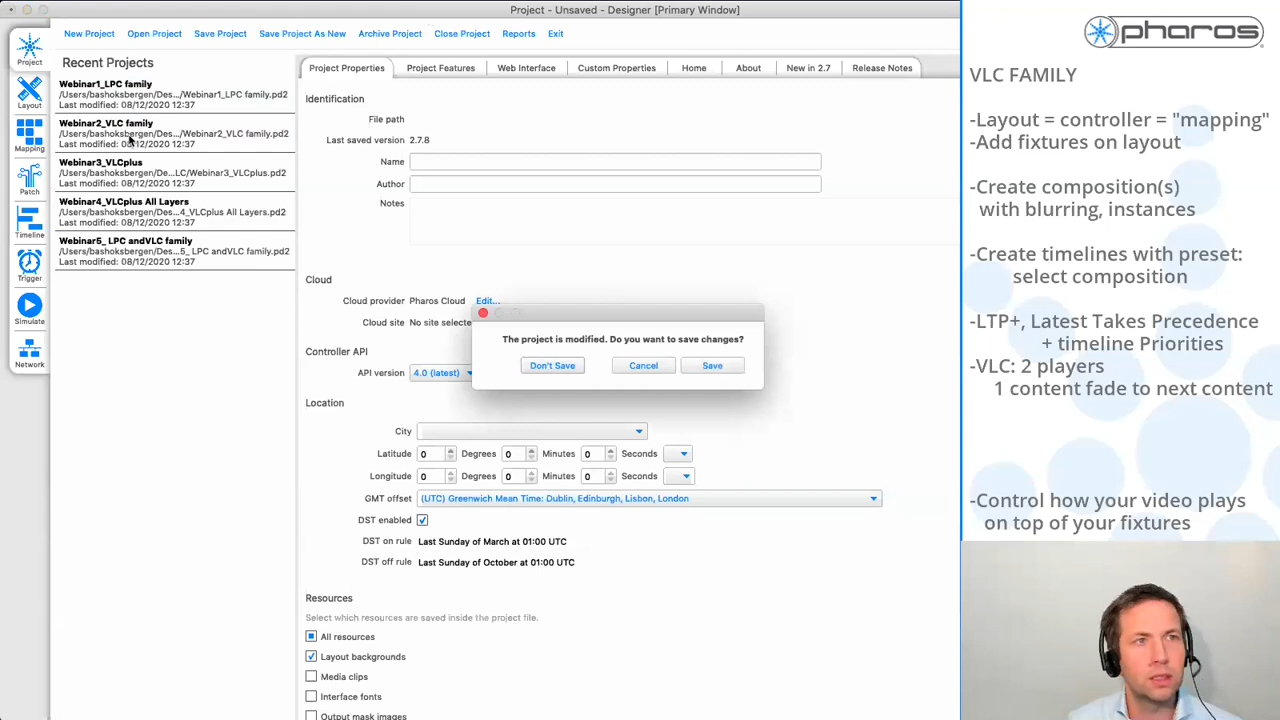 Project - Unsaved - Designer [Primary Window]
New Project
Open Project
Save Project
Save Project As New
Archive Project
Close Project
Reports
Exit
Project
Layout
Mapping
Patch
Timeline
Trigger
Simulate
Network
Recent Projects
Webinar1_LPC family
/Users/bashoksbergen/Des.../Webinar1_LPC family.pd2
Last modified: 08/12/2020 12:37
Webinar2_VLC family
/Users/bashoksbergen/Des.../Webinar2_VLC family.pd2
Last modified: 08/12/2020 12:37
Webinar3_VLCplus
/Users/bashoksbergen/De...LC/Webinar3_VLCplus.pd2
Last modified: 08/12/2020 12:37
Webinar4_VLCplus All Layers
/Users/bashoksbergen/Des...4_VLCplus All Layers.pd2
Last modified: 08/12/2020 12:37
Webinar5_ LPC andVLC family
/Users/bashoksbergen/Des...5_ LPC andVLC family.pd2
Last modified: 08/12/2020 12:37
Project Properties
Project Features
Web Interface
Custom Properties
Home
About
New in 2.7
Release Notes
Identification
File path
Last saved version 2.7.8
Name
Author
Notes
Cloud
Cloud provider Pharos Cloud Edit...
Cloud site No site selecte
Controller API
API version 4.0 (latest)
The project is modified. Do you want to save changes?
Don't Save
Cancel
Save
Location
City
Latitude 0 Degrees 0 Minutes 0 Seconds
Longitude 0 Degrees 0 Minutes 0 Seconds
GMT offset (UTC) Greenwich Mean Time: Dublin, Edinburgh, Lisbon, London
DST enabled
DST on rule Last Sunday of March at 01:00 UTC
DST off rule Last Sunday of October at 01:00 UTC
Resources
Select which resources are saved inside the project file.
All resources
Layout backgrounds
Media clips
Interface fonts
Output mask images
pharos
VLC FAMILY
-Layout = controller = "mapping"
-Add fixtures on layout
-Create composition(s)
with blurring, instances
-Create timelines with preset:
select composition
-LTP+, Latest Takes Precedence
+ timeline Priorities
-VLC: 2 players
1 content fade to next content
-Control how your video plays
on top of your fixtures